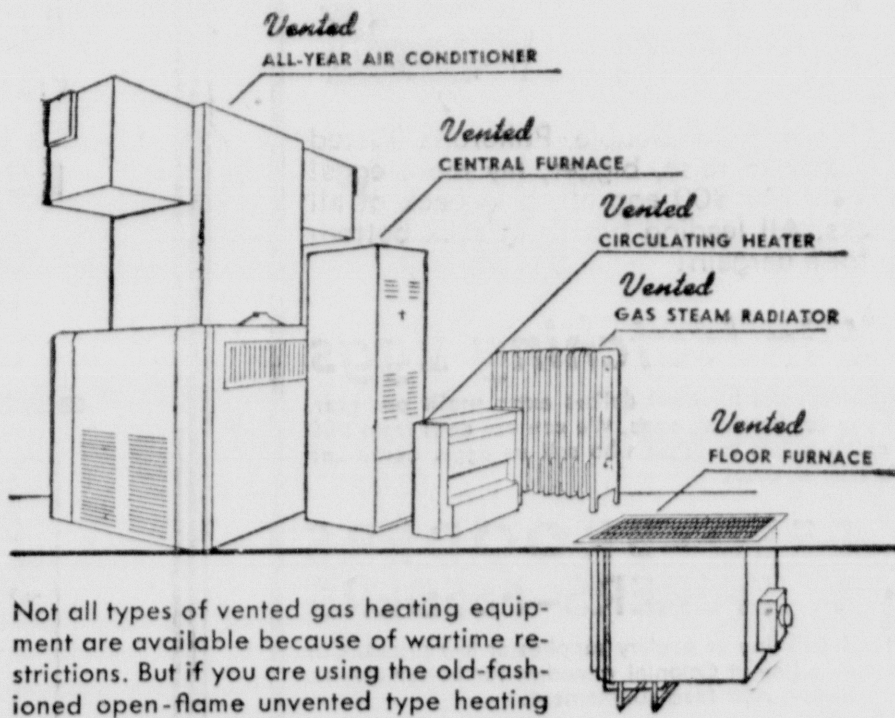 Vented
ALL-YEAR AIR CONDITIONER
Vented
CENTRAL FURNACE
Vented
CIRCULATING HEATER
Vented
GAS STEAM RADIATOR
Vented
FLOOR FURNACE
Not all types of vented gas heating equip-
ment are available because of wartime re-
strictions. But if you are using the old-fash-
ioned open-flame unvented type heating